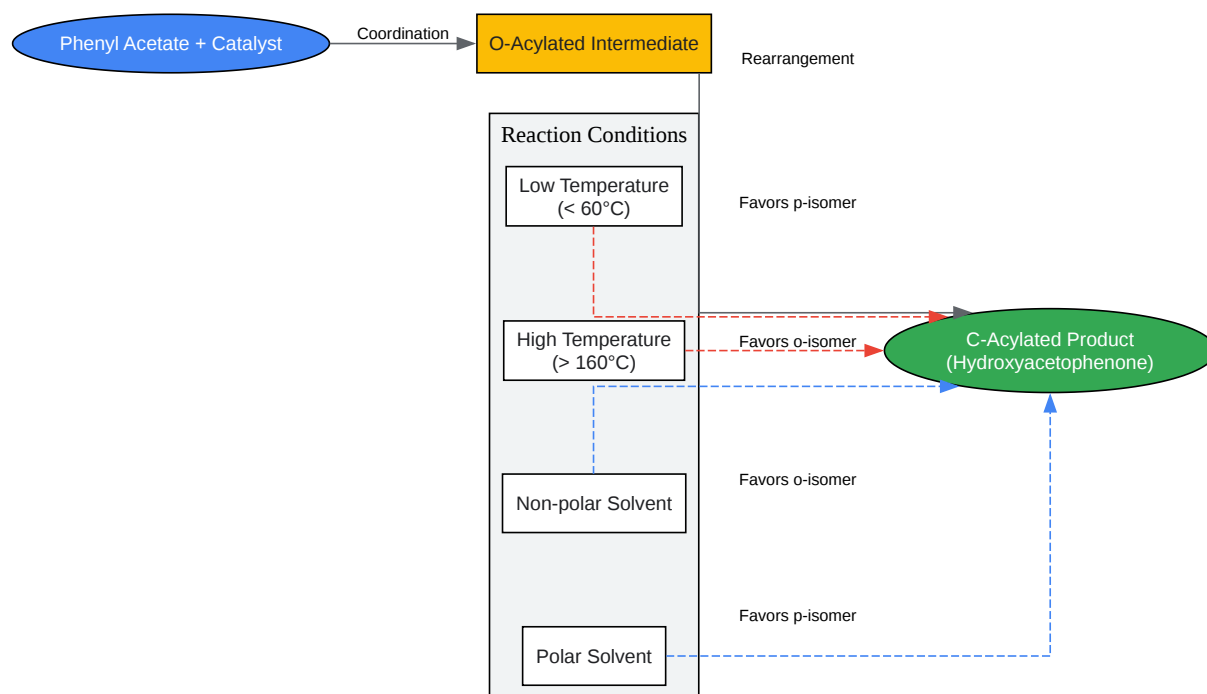 Phenyl Acetate + Catalyst
Coordination
O-Acylated Intermediate
Rearrangement
Reaction Conditions
Low Temperature
(< 60°C)
Favors p-isomer
High Temperature
(> 160°C)
Favors o-isomer
C-Acylated Product
(Hydroxyacetophenone)
Non-polar Solvent
Favors o-isomer
Polar Solvent
Favors p-isomer